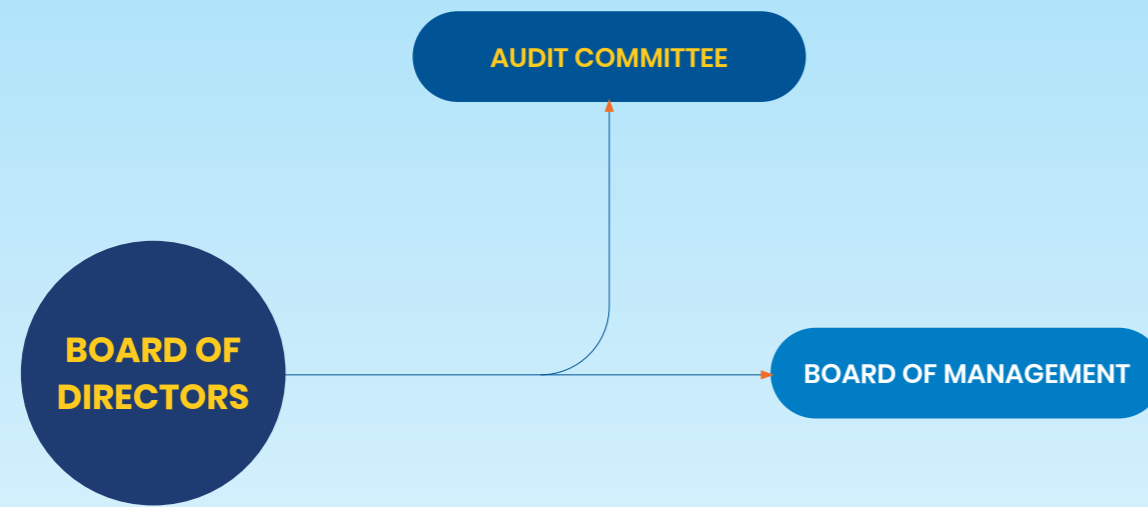 AUDIT COMMITTEE
BOARD OF
DIRECTORS
BOARD OF MANAGEMENT